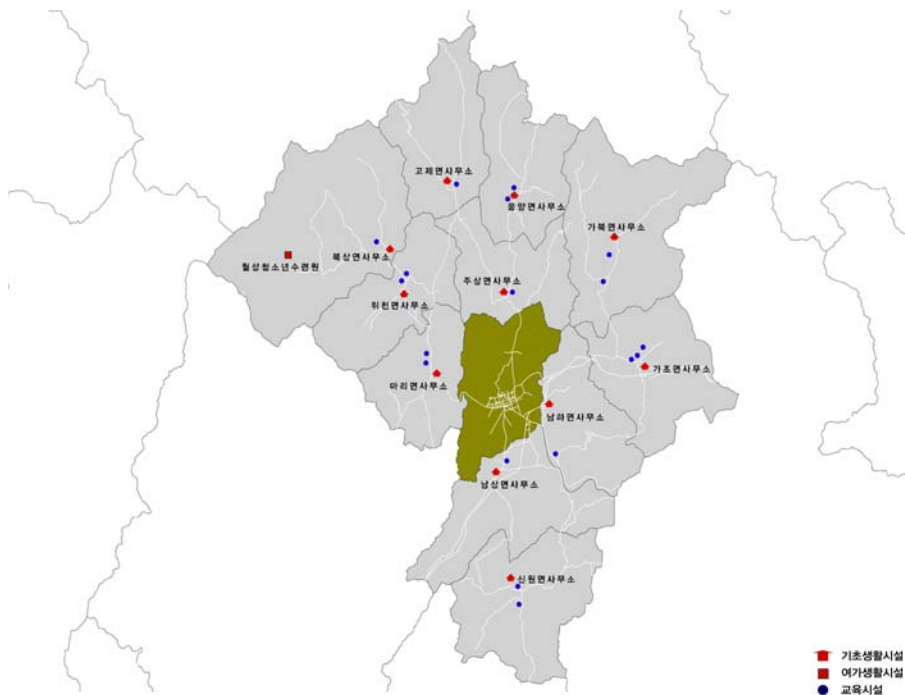 고제면사무소
웅양면사무소
가북면사무소
북상면사무소
월성청소년수련원
주상면사무소
위천면사무소
가조면사무소
마리면사무소
남하면사무소
남상면사무소
신원면사무소
기초생활시설
여가생활시설
교육시설